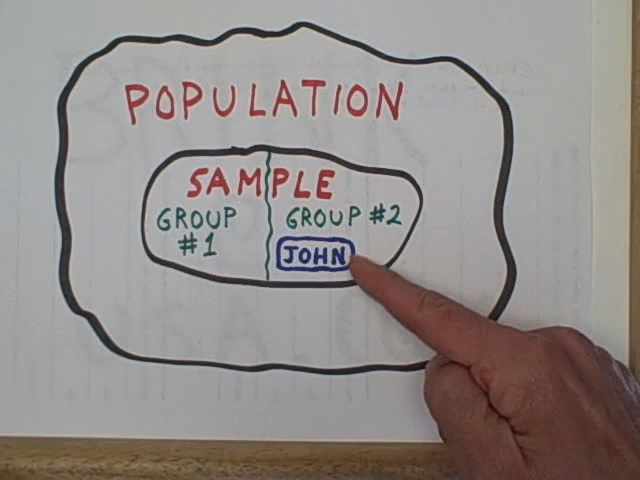 POPULATION
SAMPLE
GROUP
#1
GROUP #2
JOHN